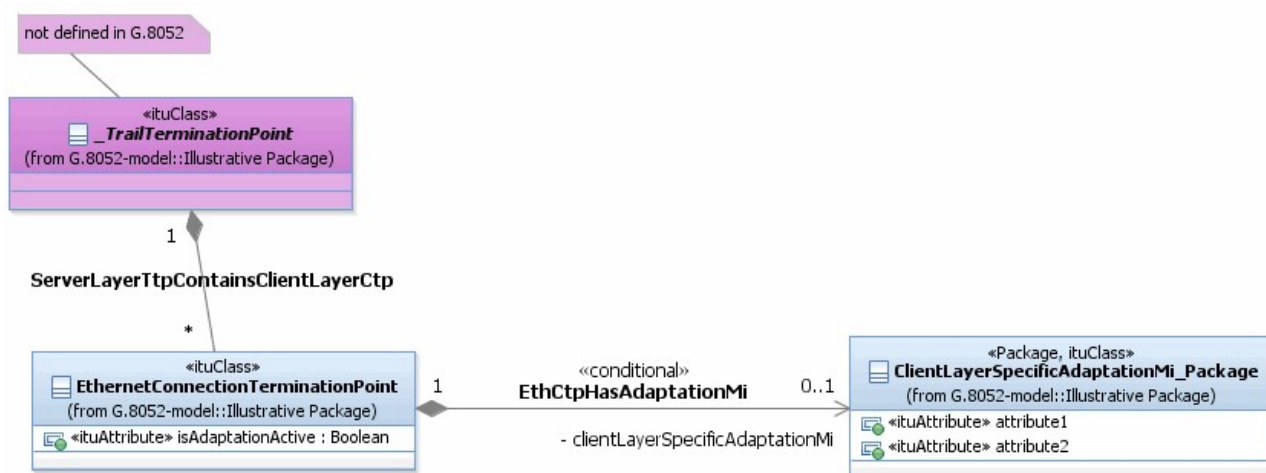 not defined in G.8052
«ituClass»
_TrailTerminationPoint
(from G.8052-model::Illustrative Package)
1
ServerLayerTtpContainsClientLayerCtp
*
«ituClass»
EthernetConnectionTerminationPoint
(from G.8052-model::Illustrative Package)
«ituAttribute» isAdaptationActive : Boolean
1
«conditional»
EthCtpHasAdaptationMi
0..1
- clientLayerSpecificAdaptationMi
«Package, ituClass»
ClientLayerSpecificAdaptationMi_Package
(from G.8052-model::Illustrative Package)
«ituAttribute» attribute1
«ituAttribute» attribute2